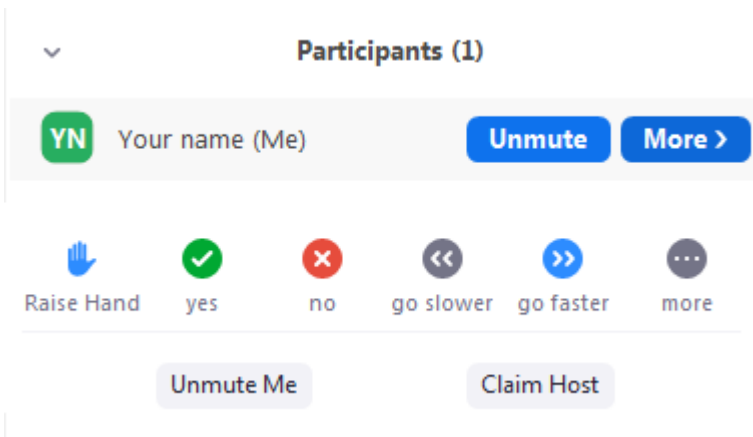 Participants (1)
YN Your name (Me) Unmute More >
Raise Hand yes no go slower go faster more
Unmute Me Claim Host